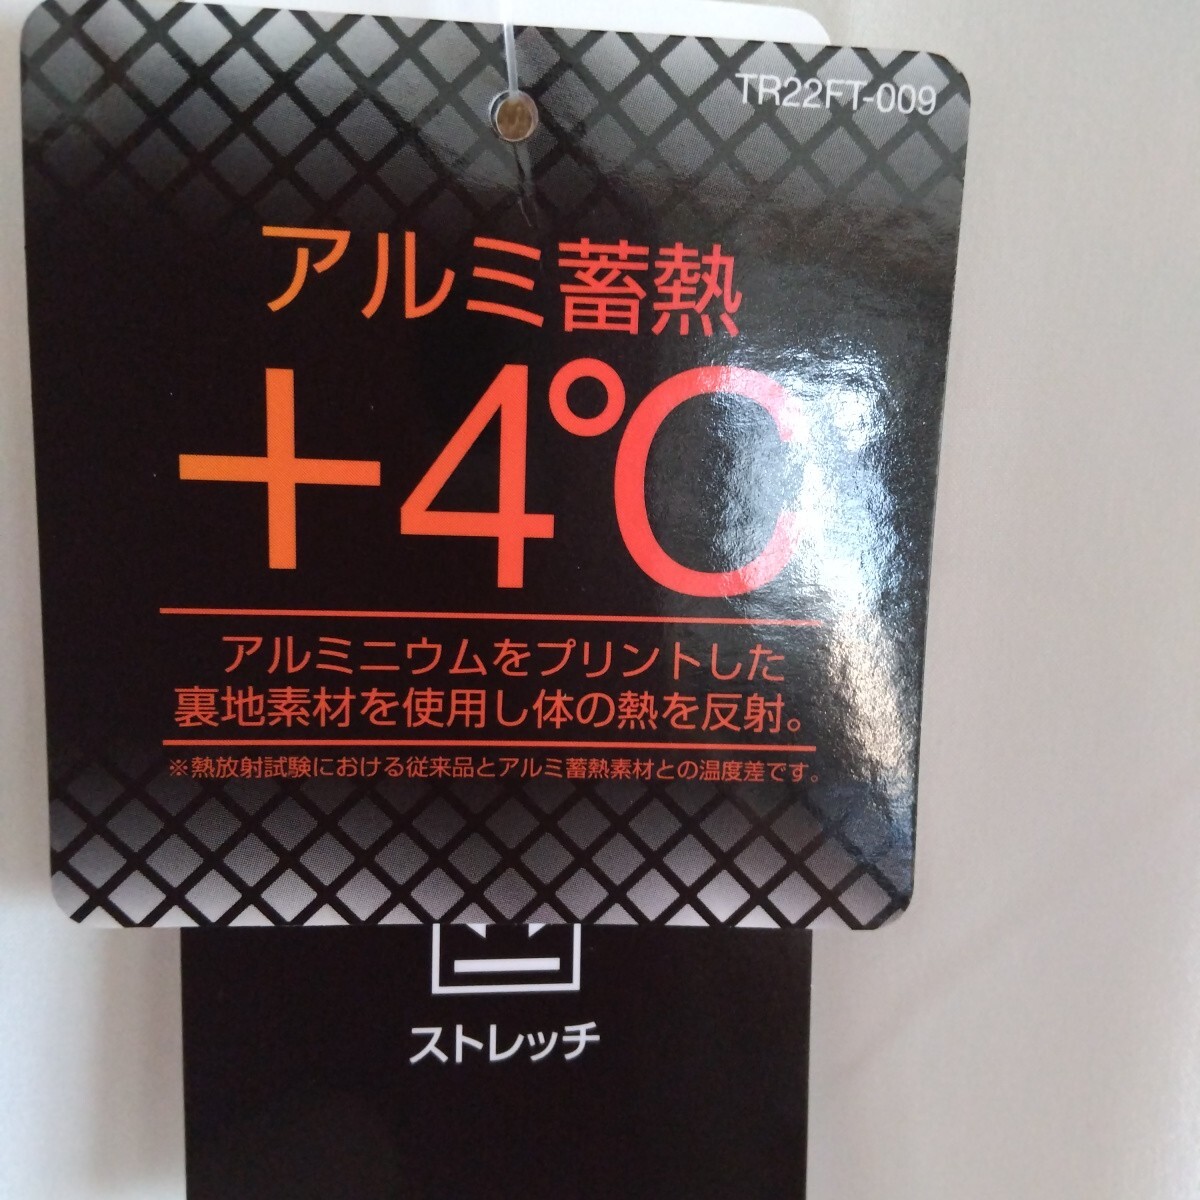 TR22FT-009
アルミ蓄熱
+4℃
アルミニウムをプリントした
裏地素材を使用し体の熱を反射。
※熱放射試験における従来品とアルミ蓄熱素材との温度差です。
ストレッチ